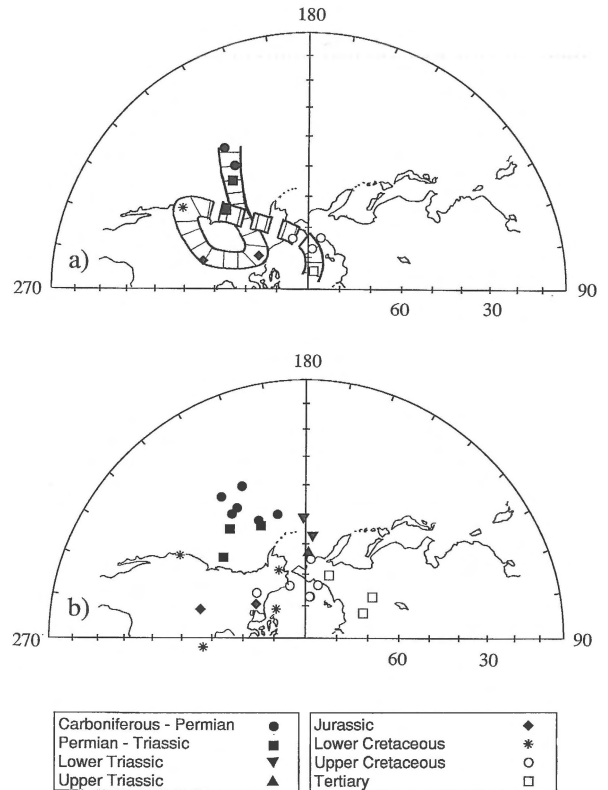 180
a)
270
90
60
30
180
b)
270
90
60
30
Carboniferous - Permian
Permian - Triassic
Lower Triassic
Upper Triassic
Jurassic
Lower Cretaceous
Upper Cretaceous
Tertiary